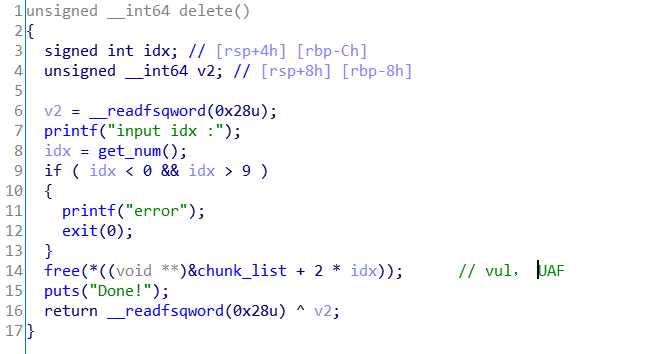 1 unsigned __int64 delete()
2 {
3   signed int idx; // [rsp+4h] [rbp-Ch]
4   unsigned __int64 v2; // [rsp+8h] [rbp-8h]
5
6   v2 = __readfsqword(0x28u);
7   printf("input idx :");
8   idx = get_num();
9   if ( idx < 0 && idx > 9 )
10   {
11     printf("error");
12     exit(0);
13   }
14   free(*((void **)&chunk_list + 2 * idx));      // vul， UAF
15   puts("Done!");
16   return __readfsqword(0x28u) ^ v2;
17 }